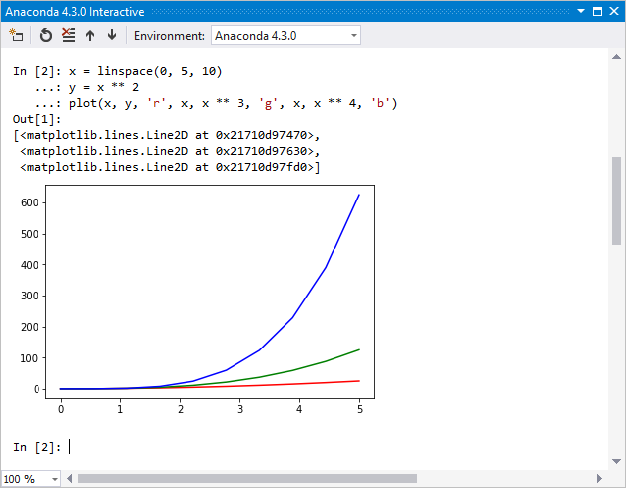 Anaconda 4.3.0 Interactive
Environment: Anaconda 4.3.0
In [2]: x = linspace(0, 5, 10)
...: y = x ** 2
...: plot(x, y, 'r', x, x ** 3, 'g', x, x ** 4, 'b')
Out[1]:
[<matplotlib.lines.Line2D at 0x21710d97470>,
<matplotlib.lines.Line2D at 0x21710d97630>,
<matplotlib.lines.Line2D at 0x21710d97fd0>]
600
500
400
300
200
100
0
0 1 2 3 4 5
In [2]:
100 %